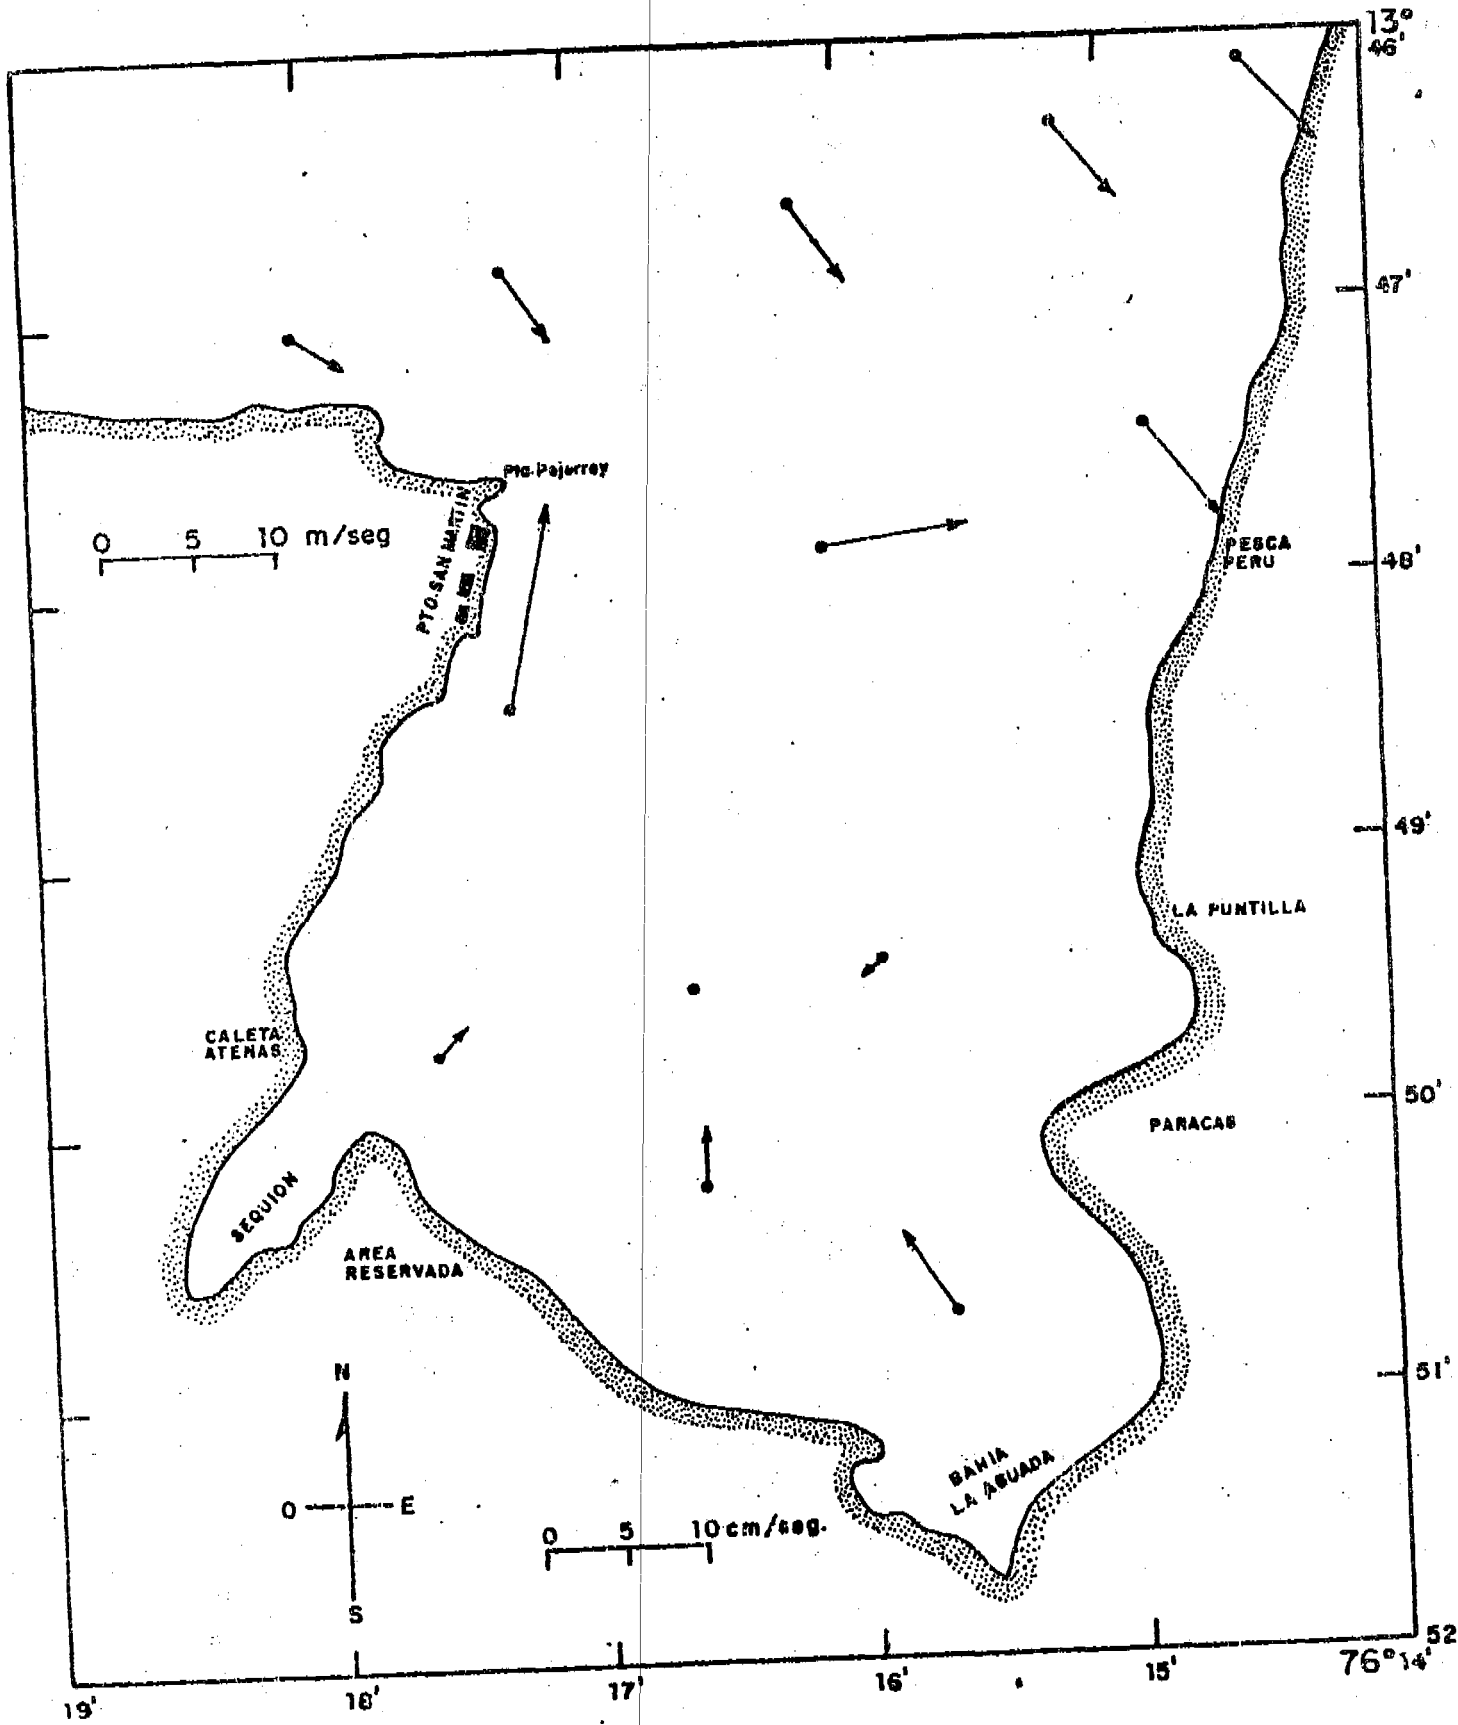 13°
46'
47'
Pta. Pejerrey
0 5 10 m/seg
PTO. SAN MARTIN
PESCA
PERU
48'
49'
LA PUNTILLA
CALETA
ATENAS
50'
PARACAS
SEQUION
AREA
RESERVADA
51'
N
O E
S
BAHIA
LA AGUADA
0 5 10 cm/seg.
52
76° 14'
19' 18' 17' 16' 15'